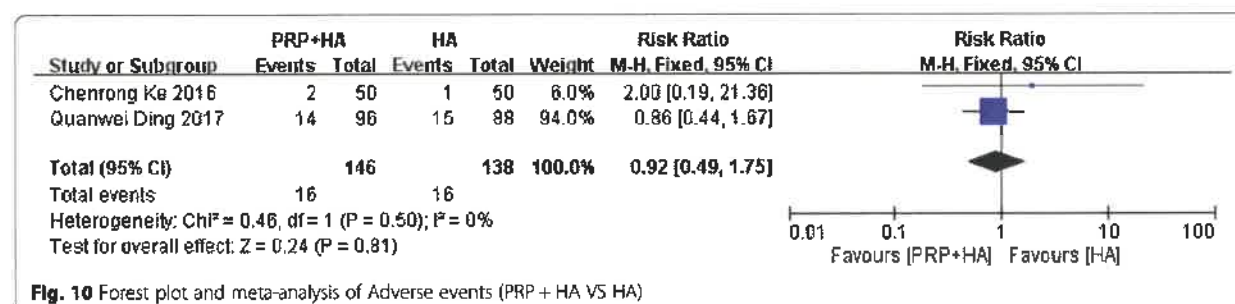 PRP+HA HA Risk Ratio Risk Ratio
Study or Subgroup Events Total Events Total Weight M-H, Fixed, 95% CI M-H, Fixed, 95% CI
Chenrong Ke 2016 2 50 1 50 6.0% 2.00 [0.19, 21.36]
Quanwei Ding 2017 14 96 15 88 94.0% 0.86 [0.44, 1.67]
Total (95% CI) 146 138 100.0% 0.92 [0.49, 1.75]
Total events 16 16
Heterogeneity: Chi² = 0.46, df = 1 (P = 0.50); I² = 0%
Test for overall effect: Z = 0.24 (P = 0.81)
0.01 0.1 1 10 100
Favours [PRP+HA] Favours [HA]
Fig. 10 Forest plot and meta-analysis of Adverse events (PRP + HA VS HA)